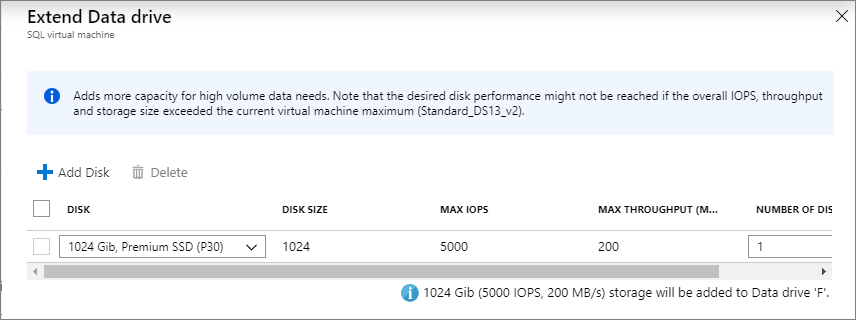 Extend Data drive
SQL virtual machine
Adds more capacity for high volume data needs. Note that the desired disk performance might not be reached if the overall IOPS, throughput
and storage size exceeded the current virtual machine maximum (Standard_DS13_v2).
Add Disk Delete
DISK DISK SIZE MAX IOPS MAX THROUGHPUT (M... NUMBER OF DIS
1024 Gib, Premium SSD (P30) 1024 5000 200 1
1024 Gib (5000 IOPS, 200 MB/s) storage will be added to Data drive 'F'.